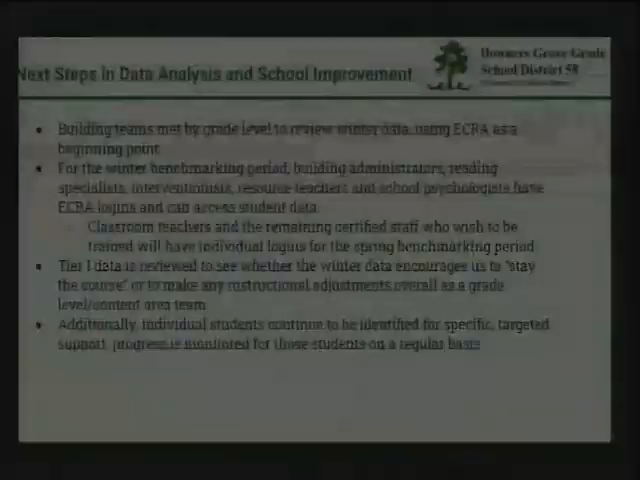 Next Steps in Data Analysis and School Improvement
Downers Grove Grade
School District 58
• Building teams met by grade level to review winter data, using ECRA as a
beginning point
• For the winter benchmarking period, building administrators, reading
specialists, interventionists, resource teachers and school psychologists have
ECRA logins and can access student data
Classroom teachers and the remaining certified staff who wish to be
trained will have individual logins for the spring benchmarking period
• Tier 1 data is reviewed to see whether the winter data encourages us to "stay
the course" or to make any instructional adjustments overall as a grade
level/content area team
• Additionally, individual students continue to be identified for specific, targeted
support, progress is monitored for those students on a regular basis